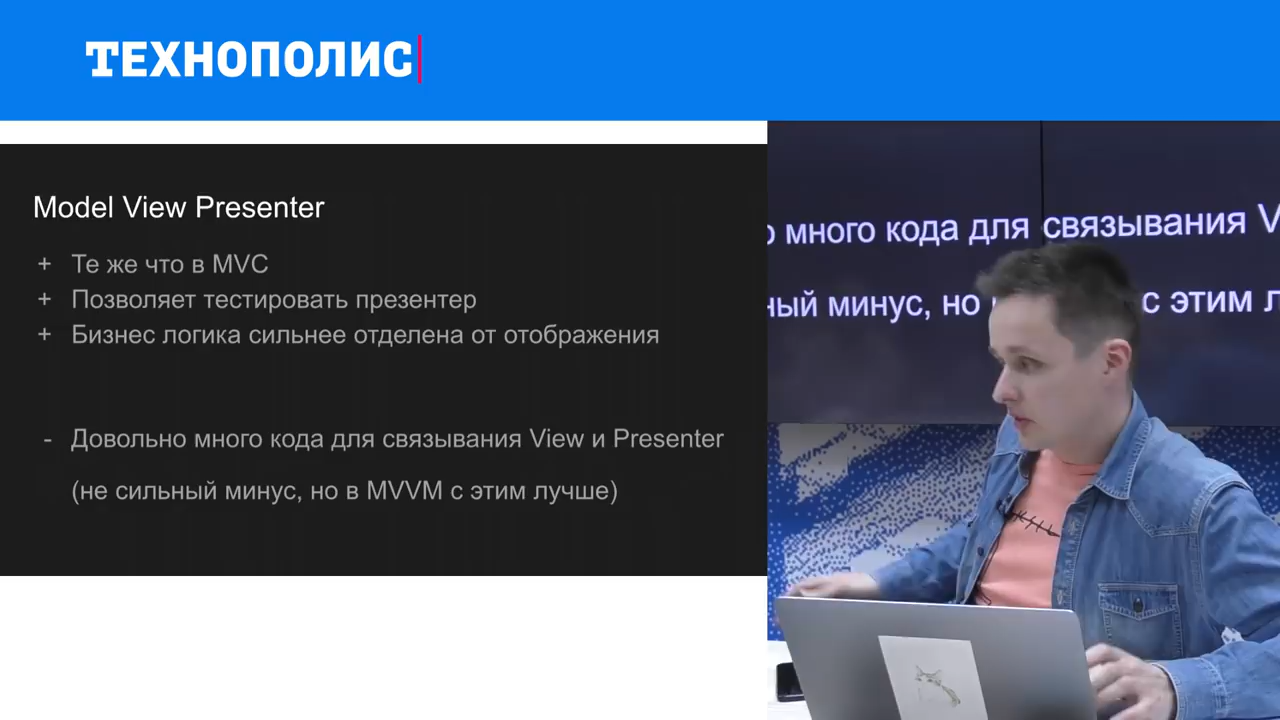 ТЕХНОПОЛИС
Model View Presenter
+ Те же что в MVC
+ Позволяет тестировать презентер
+ Бизнес логика сильнее отделена от отображения
- Довольно много кода для связывания View и Presenter
(не сильный минус, но в MVVM с этим лучше)
много кода для связывания
минус, но с этим